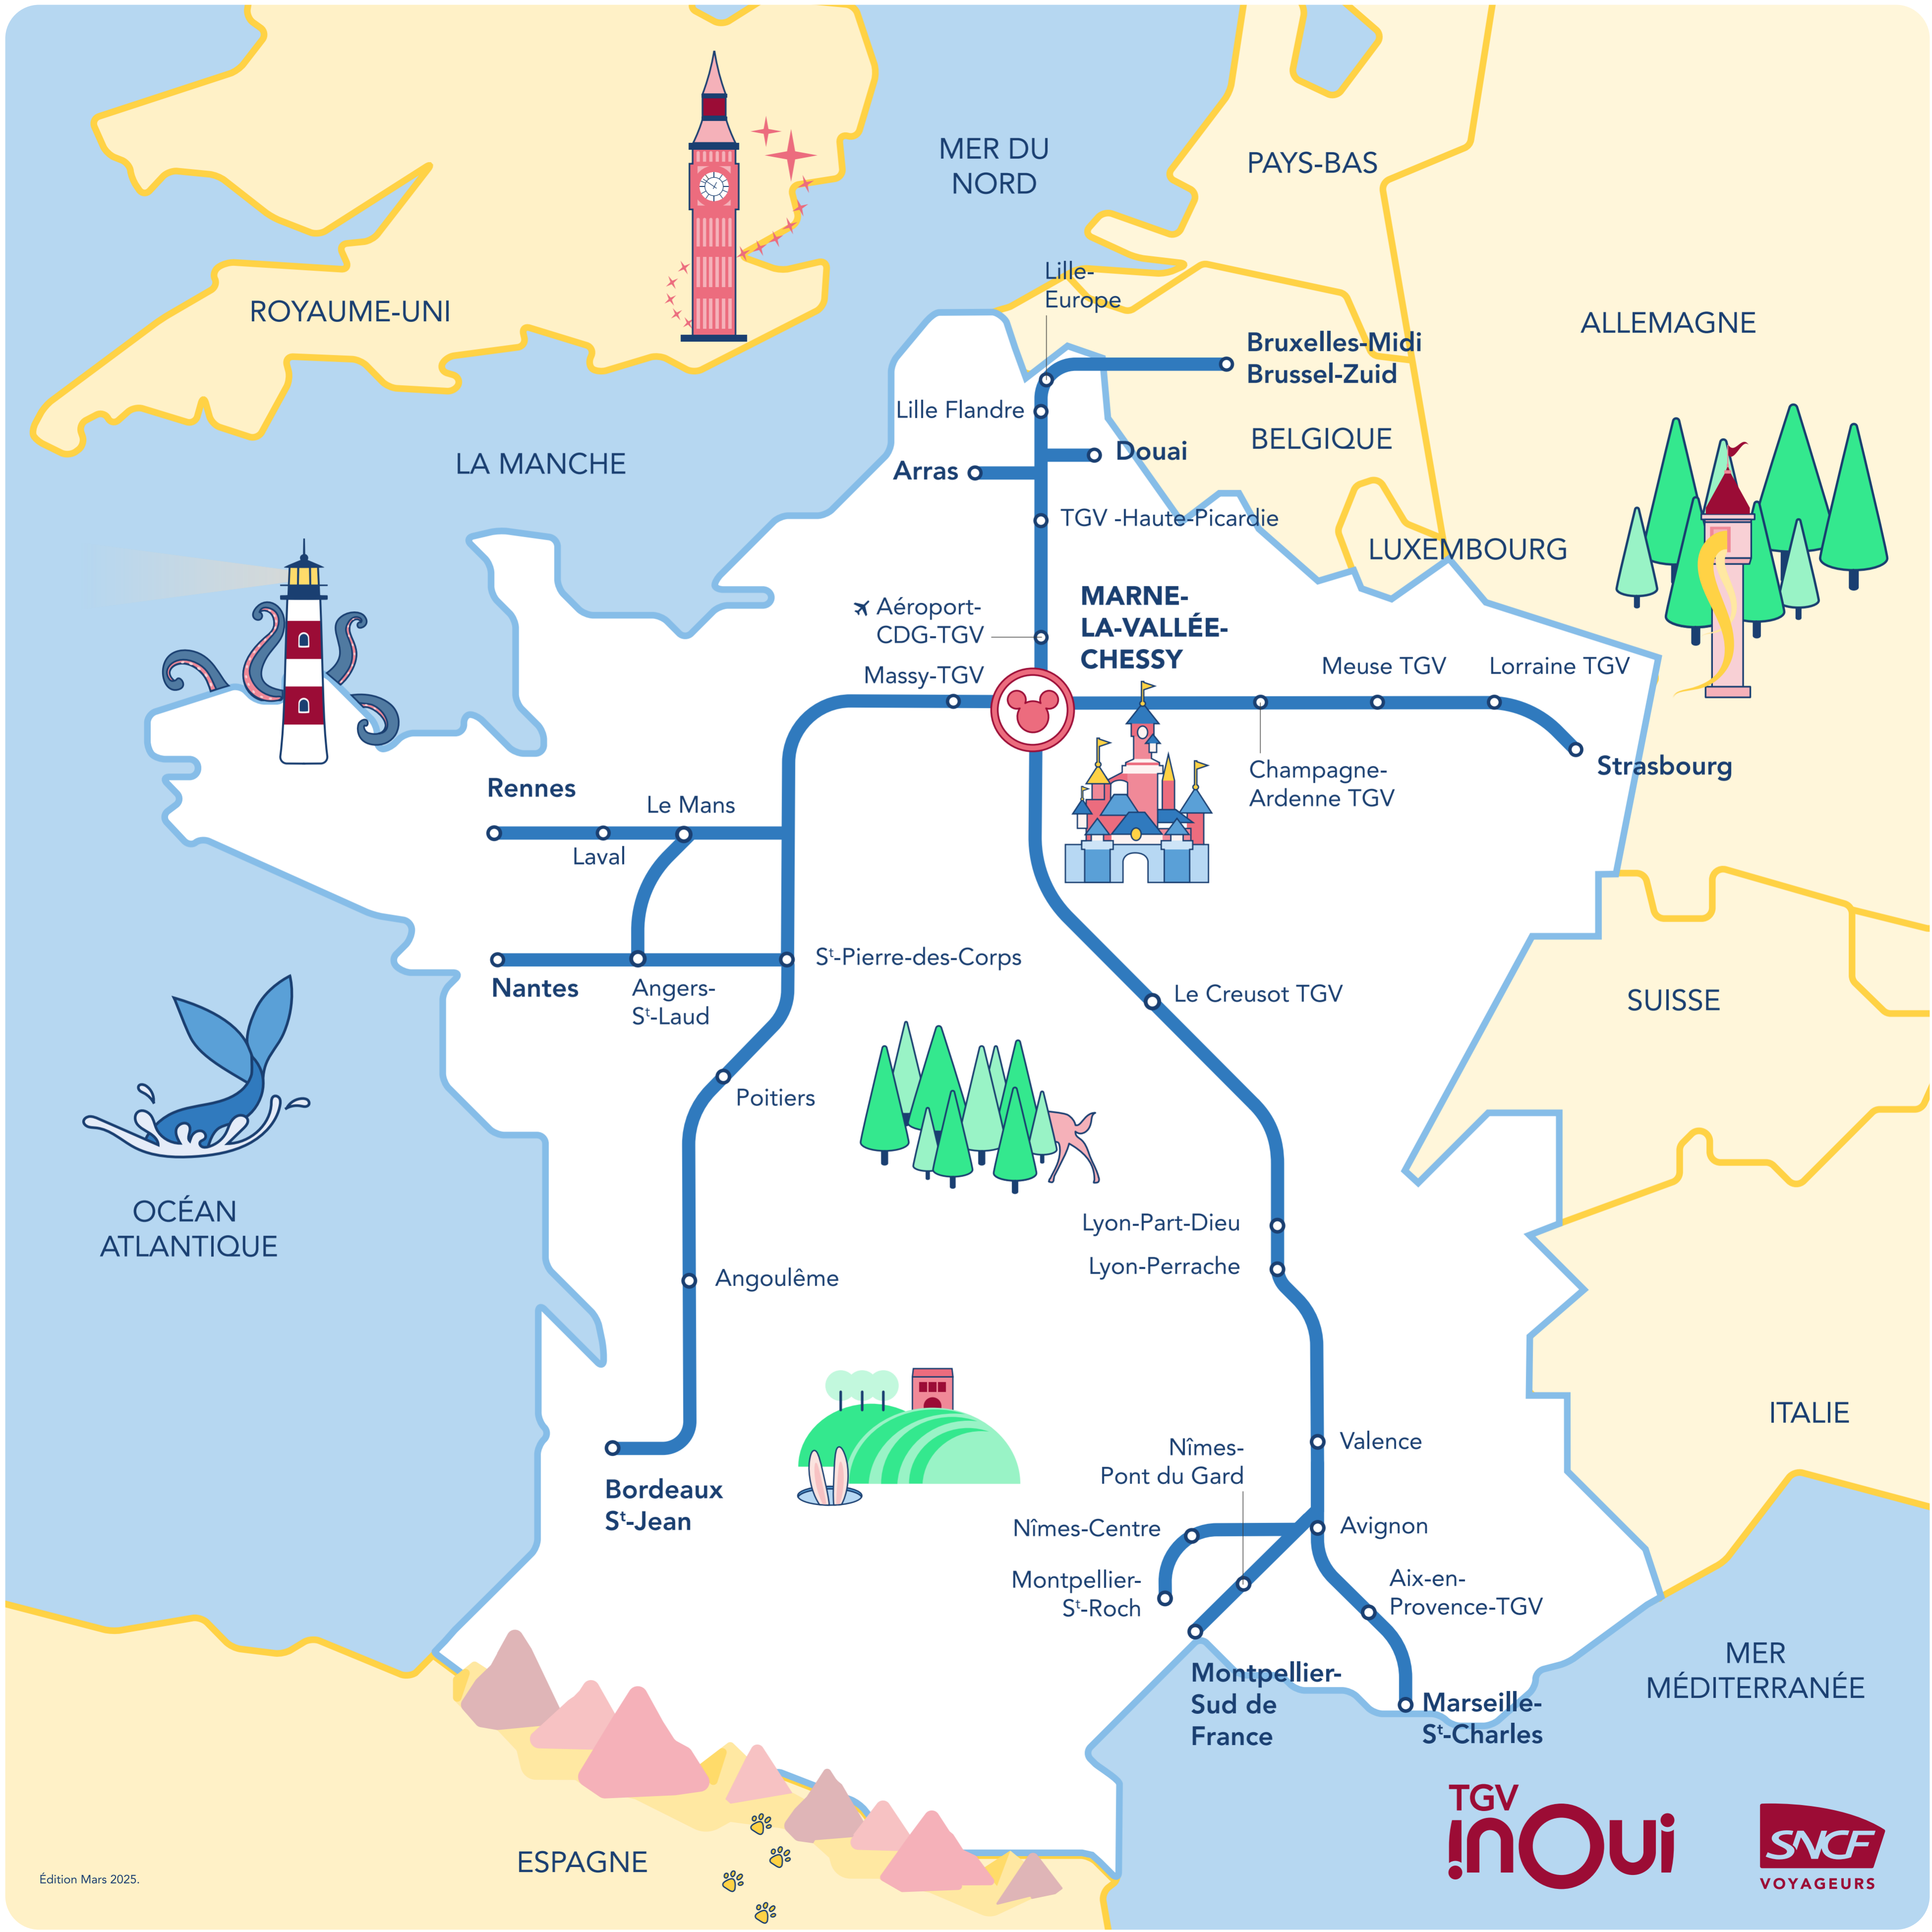 MER DU
NORD
PAYS-BAS
ROYAUME-UNI
ALLEMAGNE
Lille-
Europe
Bruxelles-Midi
Brussel-Zuid
Lille Flandre
BELGIQUE
Douai
LA MANCHE
Arras
TGV -Haute-Picardie
LUXEMBOURG
Aéroport-
CDG-TGV
MARNE-
LA-VALLÉE-
CHESSY
Massy-TGV
Meuse TGV
Lorraine TGV
Champagne-
Ardenne TGV
Strasbourg
Rennes
Le Mans
Laval
Nantes
Angers-
St-Laud
St-Pierre-des-Corps
Le Creusot TGV
SUISSE
Poitiers
OCÉAN
ATLANTIQUE
Lyon-Part-Dieu
Lyon-Perrache
Angoulême
ITALIE
Valence
Nîmes-
Pont du Gard
Bordeaux
St-Jean
Nîmes-Centre
Avignon
Montpellier-
St-Roch
Aix-en-
Provence-TGV
MER
MÉDITERRANÉE
Montpellier-
Sud de
France
Marseille-
St-Charles
ESPAGNE
Édition Mars 2025.
TGV
inOui
SNCF
VOYAGEURS